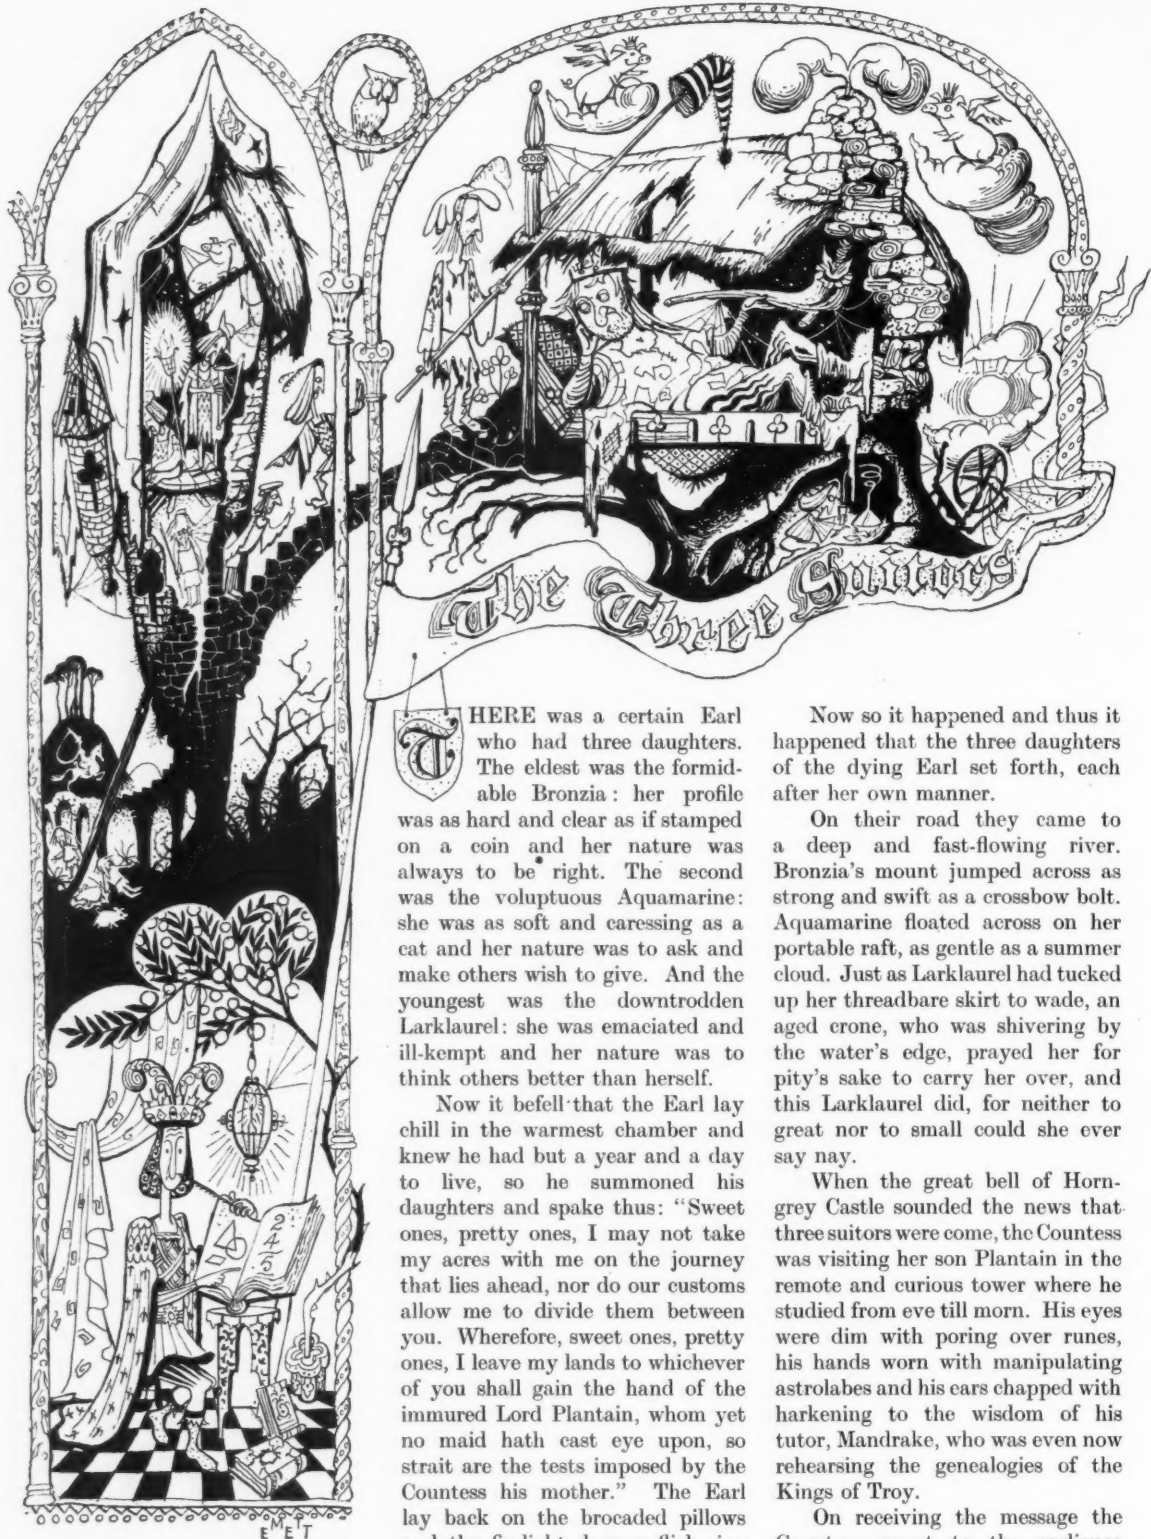 The Three Suitors
THERE was a certain Earl
who had three daughters.
The eldest was the formid-
able Bronzia: her profile
was as hard and clear as if stamped
on a coin and her nature was
always to be right. The second
was the voluptuous Aquamarine:
she was as soft and caressing as a
cat and her nature was to ask and
make others wish to give. And the
youngest was the downtrodden
Larklaurel: she was emaciated and
ill-kempt and her nature was to
think others better than herself.
Now it befell that the Earl lay
chill in the warmest chamber and
knew he had but a year and a day
to live, so he summoned his
daughters and spake thus: "Sweet
ones, pretty ones, I may not take
my acres with me on the journey
that lies ahead, nor do our customs
allow me to divide them between
you. Wherefore, sweet ones, pretty
ones, I leave my lands to whichever
of you shall gain the hand of the
immured Lord Plantain, whom yet
no maid hath cast eye upon, so
strait are the tests imposed by the
Countess his mother." The Earl
lay back on the brocaded pillows
Now so it happened and thus it
happened that the three daughters
of the dying Earl set forth, each
after her own manner.
On their road they came to
a deep and fast-flowing river.
Bronzia's mount jumped across as
strong and swift as a crossbow bolt.
Aquamarine floated across on her
portable raft, as gentle as a summer
cloud. Just as Larklaurel had tucked
up her threadbare skirt to wade, an
aged crone, who was shivering by
the water's edge, prayed her for
pity's sake to carry her over, and
this Larklaurel did, for neither to
great nor to small could she ever
say nay.
When the great bell of Horn-
grey Castle sounded the news that
three suitors were come, the Countess
was visiting her son Plantain in the
remote and curious tower where he
studied from eve till morn. His eyes
were dim with poring over runes,
his hands worn with manipulating
astrolabes and his ears chapped with
harkening to the wisdom of his
tutor, Mandrake, who was even now
rehearsing the genealogies of the
Kings of Troy.
On receiving the message the
2
4
5
EMETT